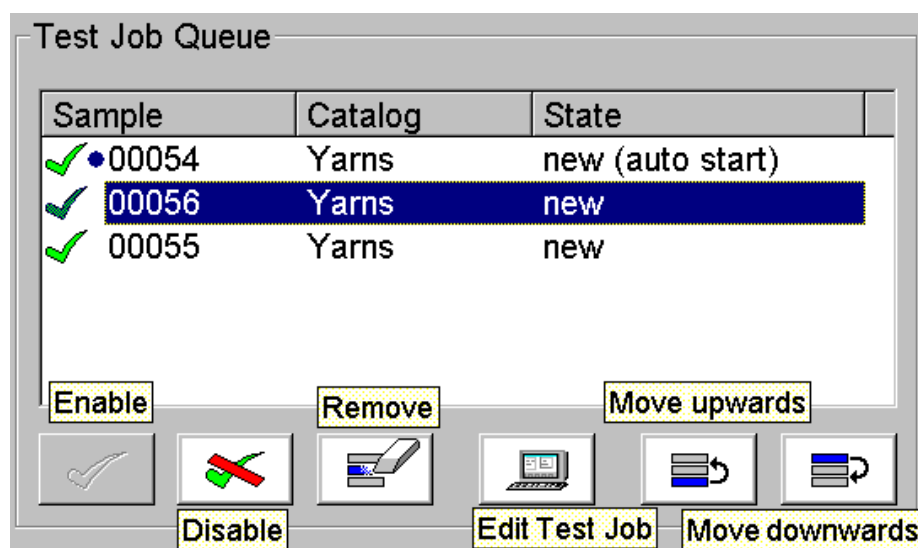 Test Job Queue
Sample Catalog State
00054 Yarns new (auto start)
00056 Yarns new
00055 Yarns new
Enable Remove Move upwards
Disable Edit Test Job Move downwards